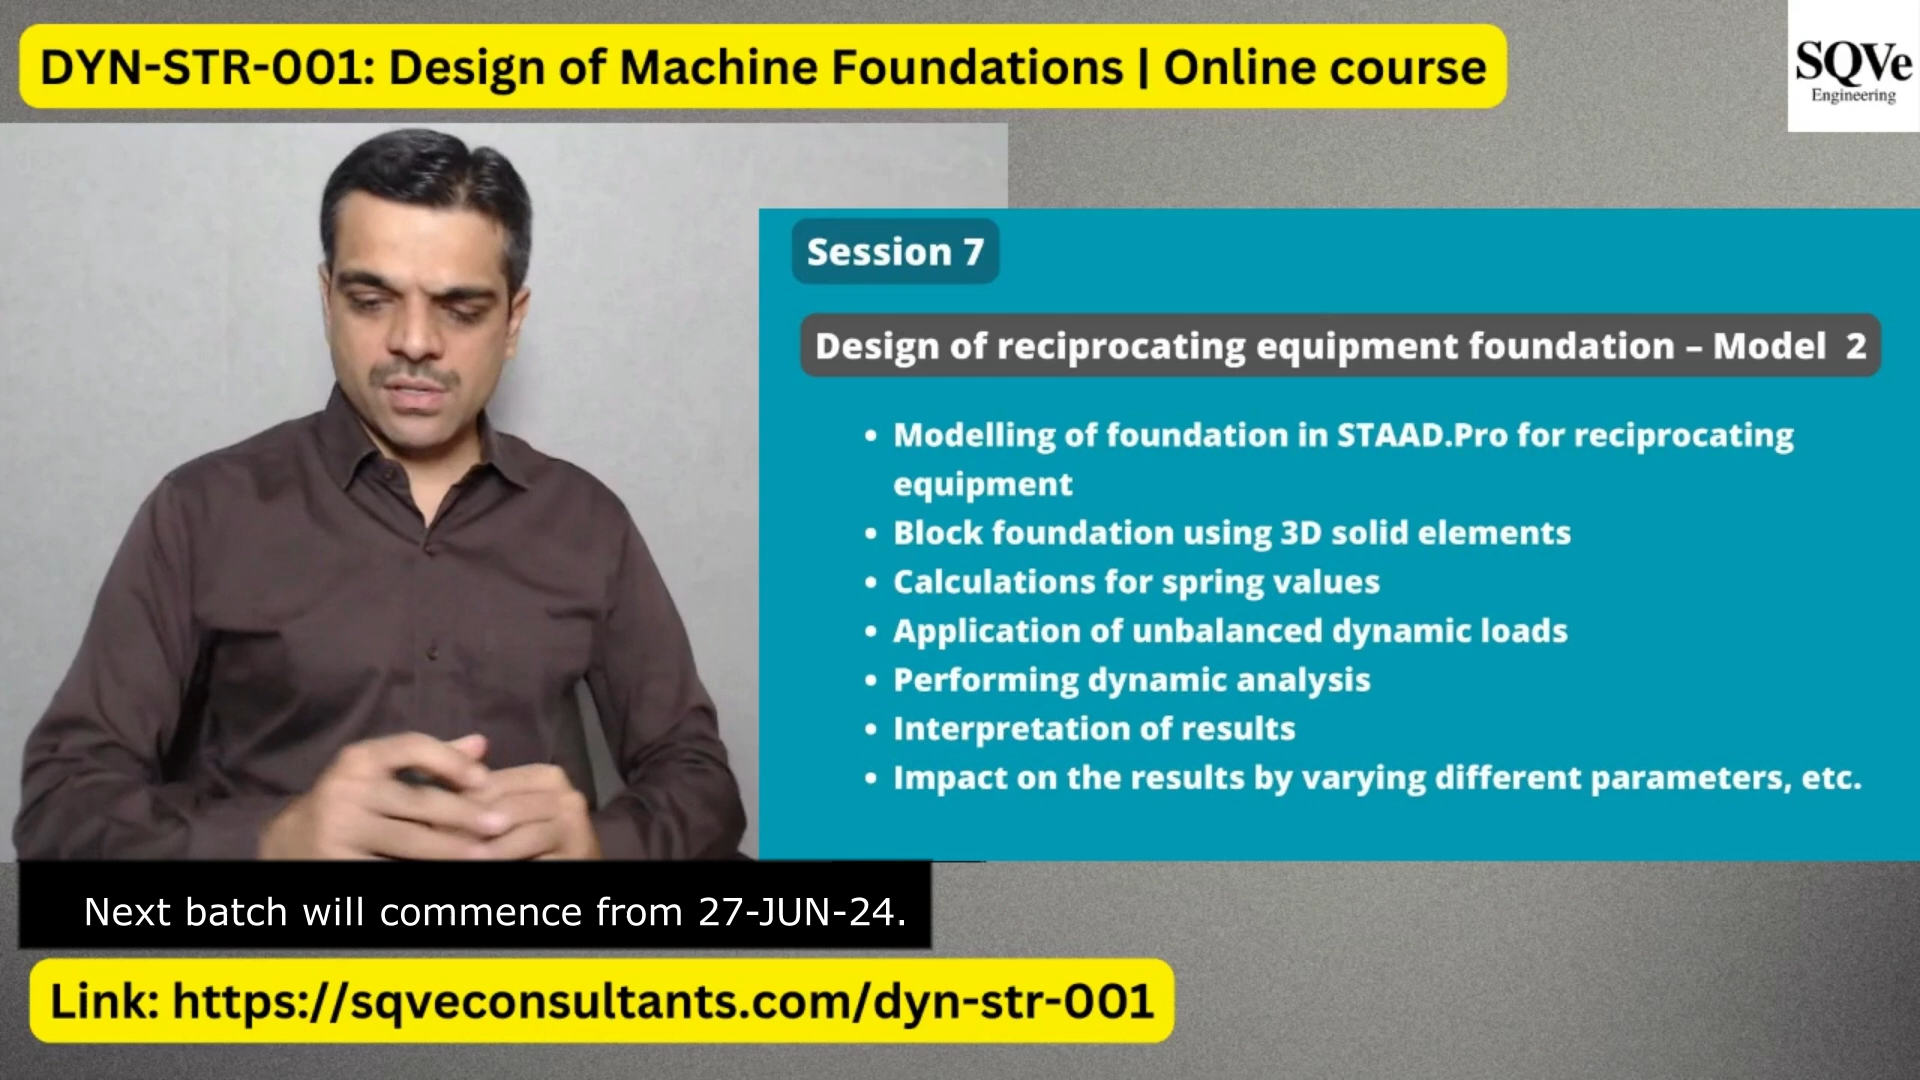 DYN-STR-001: Design of Machine Foundations | Online course
SQVe
Engineering
Session 7
Design of reciprocating equipment foundation – Model 2
• Modelling of foundation in STAAD.Pro for reciprocating
equipment
• Block foundation using 3D solid elements
• Calculations for spring values
• Application of unbalanced dynamic loads
• Performing dynamic analysis
• Interpretation of results
• Impact on the results by varying different parameters, etc.
Next batch will commence from 27-JUN-24.
Link: https://sqveconsultants.com/dyn-str-001